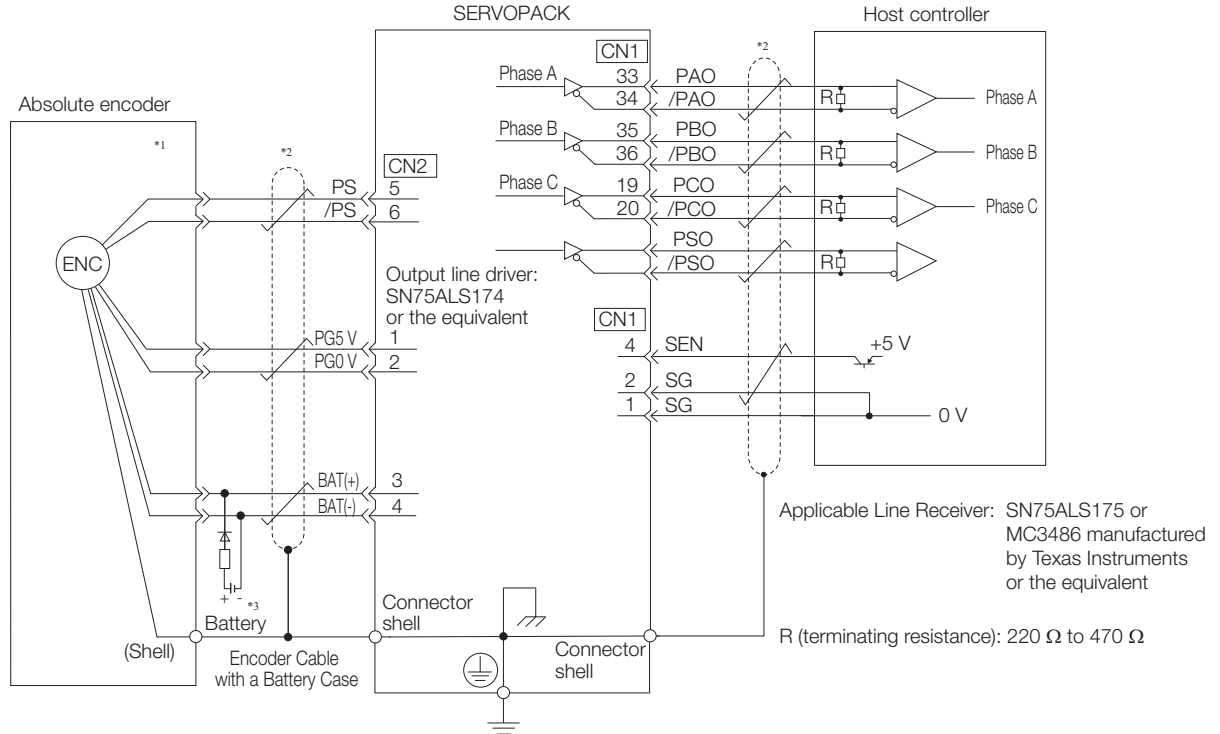 SERVOPACK
Host controller
Absolute encoder
*1
*2
CN2
PS 5
/PS 6
ENC
PG5 V 1
PG0 V 2
BAT(+) 3
BAT(-) 4
+ - *3
Battery
(Shell)
Encoder Cable
with a Battery Case
Connector
shell
Output line driver:
SN75ALS174
or the equivalent
CN1
*2
Phase A 33 PAO R Phase A
34 /PAO
Phase B 35 PBO R Phase B
36 /PBO
Phase C 19 PCO R Phase C
20 /PCO
PSO R
/PSO
CN1
4 SEN +5 V
2 SG
1 SG 0 V
Connector
shell
Applicable Line Receiver: SN75ALS175 or
MC3486 manufactured
by Texas Instruments
or the equivalent
R (terminating resistance): 220 Ω to 470 Ω